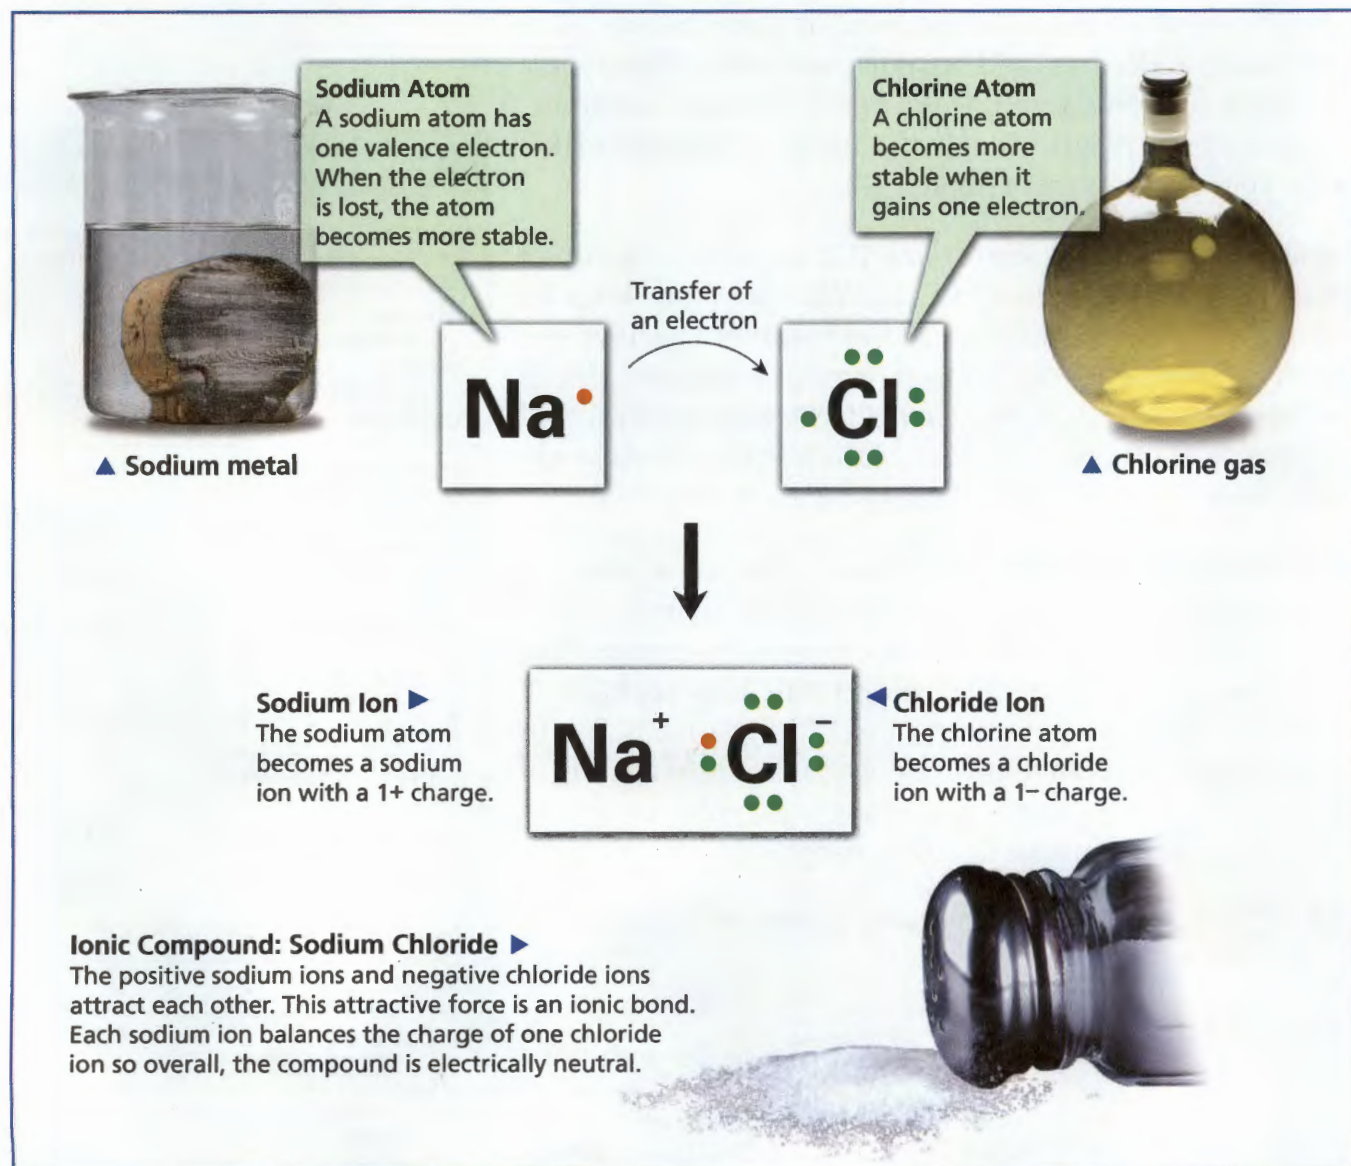 Sodium Atom
A sodium atom has
one valence electron.
When the electron
is lost, the atom
becomes more stable.
Chlorine Atom
A chlorine atom
becomes more
stable when it
gains one electron.
Transfer of
an electron
Na
Cl
▲ Sodium metal
▲ Chlorine gas
Sodium Ion ►
The sodium atom
becomes a sodium
ion with a 1+ charge.
Na+ Cl–
◄ Chloride Ion
The chlorine atom
becomes a chloride
ion with a 1– charge.
Ionic Compound: Sodium Chloride ►
The positive sodium ions and negative chloride ions
attract each other. This attractive force is an ionic bond.
Each sodium ion balances the charge of one chloride
ion so overall, the compound is electrically neutral.